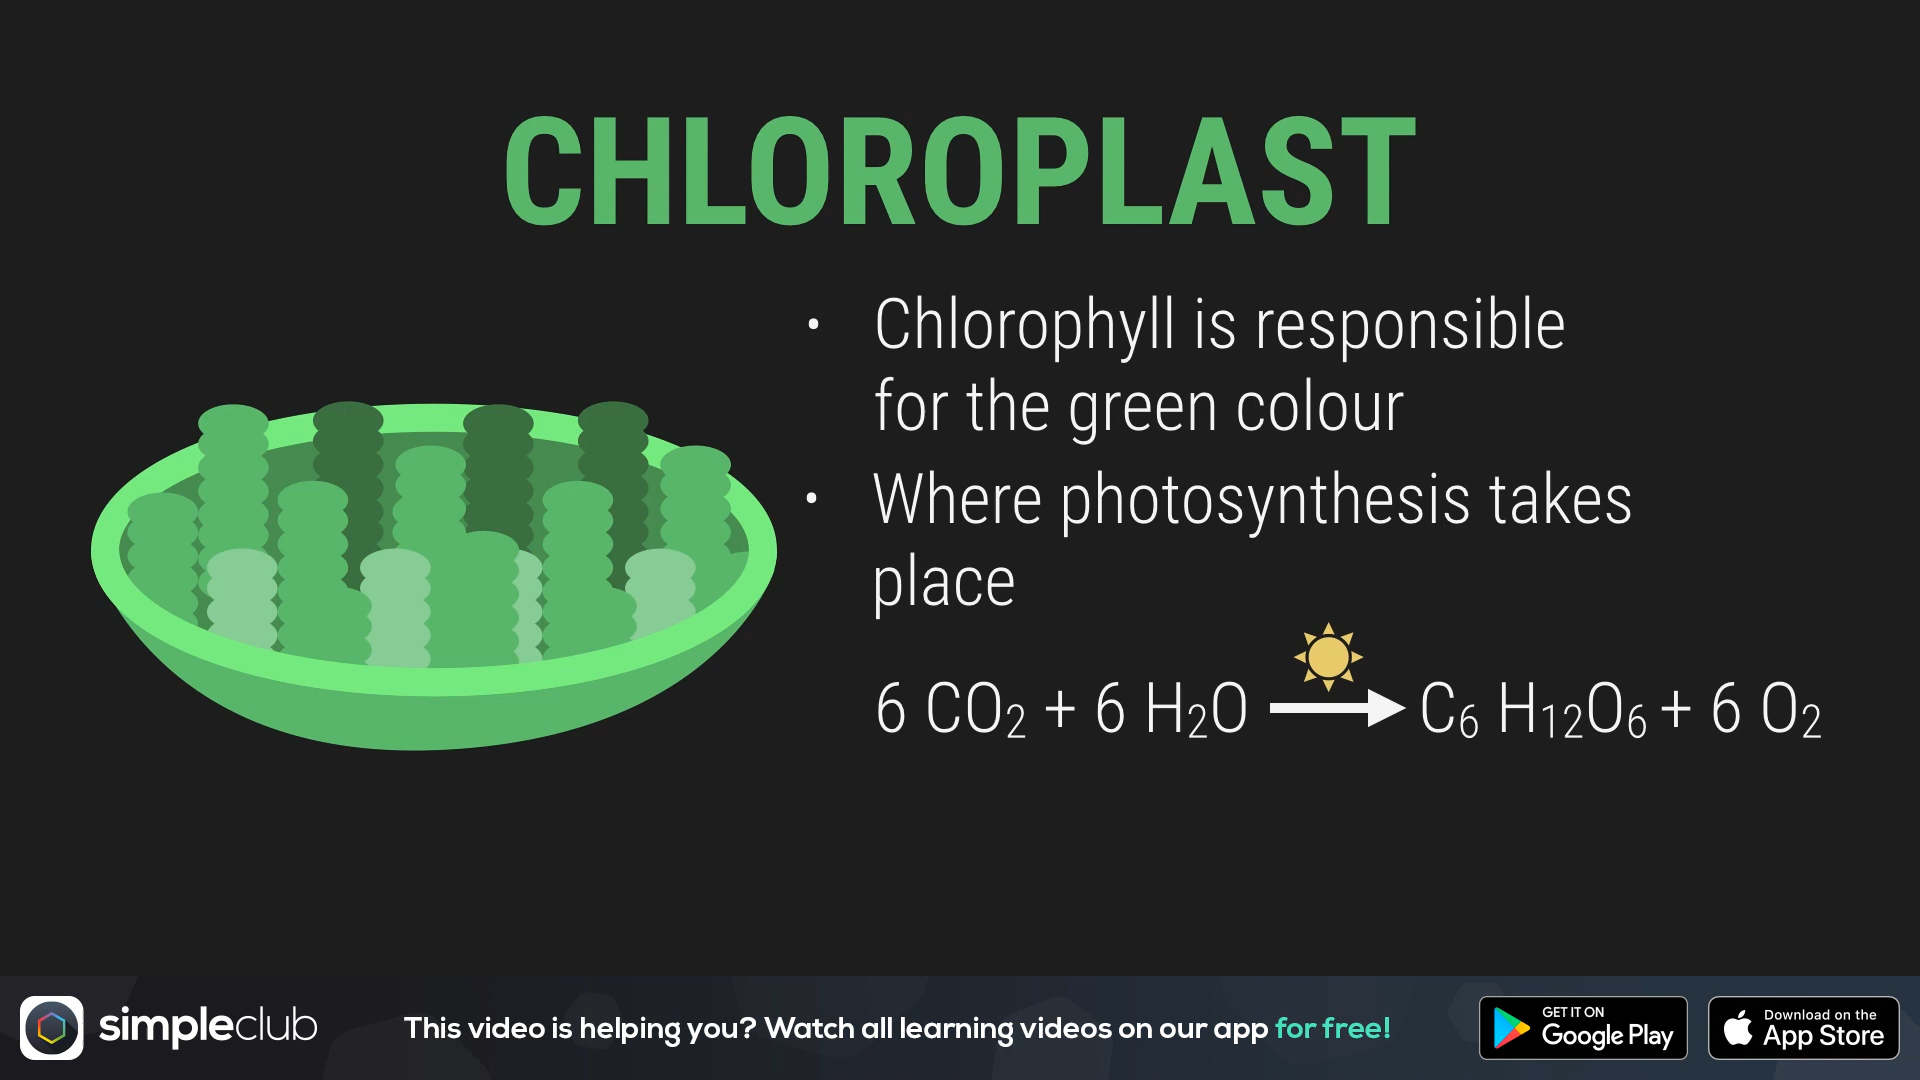 CHLOROPLAST
• Chlorophyll is responsible
for the green colour
• Where photosynthesis takes
place
6 CO₂ + 6 H₂O → C₆ H₁₂O₆ + 6 O₂
simpleclub
This video is helping you? Watch all learning videos on our app for free!
GET IT ON
Google Play
Download on the
App Store